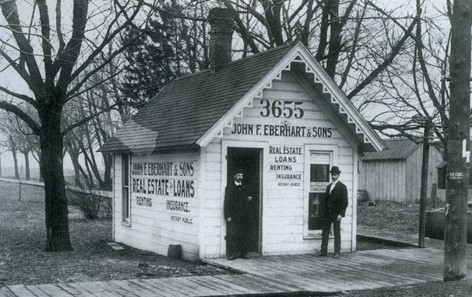 JOHN F. EBERHART & SONS
REAL ESTATE & LOANS
RENTING INSURANCE
NOTARY PUBLIC
3655
JOHN F. EBERHART & SONS
REAL ESTATE
LOANS
RENTING
INSURANCE
NOTARY PUBLIC